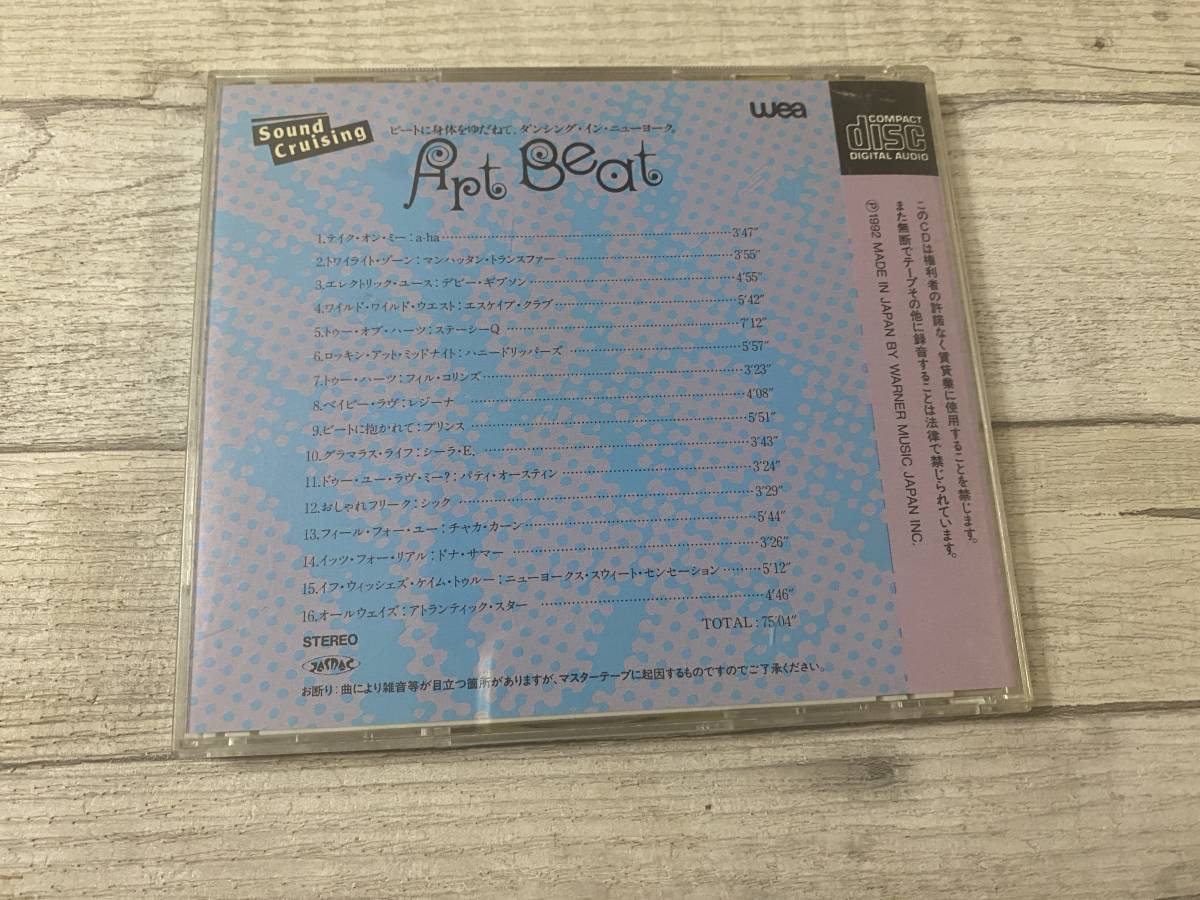 Sound
Cruising
ビートに身体をゆだねて、ダンシング・イン・ニューヨーク。
Art Beat
wea
COMPACT
disc
DIGITAL AUDIO
1.テイク・オン・ミー:a-ha 3'47"
2.トワイライト・ゾーン:マンハッタン・トランスファー 3'55"
3.エレクトリック・ユース:デビー・ギブソン 4'55"
4.ワイルド・ワイルド・ウエスト:エスケイプ・クラブ 5'42"
5.トゥー・オブ・ハーツ:ステーシーQ 7'12"
6.ロッキン・アット・ミッドナイト:ハニードリッパーズ 5'57"
7.トゥー・ハーツ:フィル・コリンズ 3'23"
8.ベイビー・ラヴ:レジーナ 4'08"
9.ビートに抱かれて:プリンス 5'51"
10.グラマラス・ライフ:シーラ・E. 3'43"
11.ドゥー・ユー・ラヴ・ミー?:パティ・オースティン 3'24"
12.おしゃれフリーク:シック 3'29"
13.フィール・フォー・ユー:チャカ・カーン 5'44"
14.イッツ・フォー・リアル:ドナ・サマー 3'26"
15.イフ・ウィッシェズ・ケイム・トゥルー:ニューヨークス・スウィート・センセーション 5'12"
16.オールウェイズ:アトランティック・スター 4'46"
TOTAL:75'04"
STEREO
JASRAC
お断り:曲により雑音等が目立つ箇所がありますが、マスターテープに起因するものですのでご了承ください。
このCDは権利者の許諾なく賃貸業に使用することを禁じます。
また無断でテープその他に録音することは法律で禁じられています。
Ⓟ1992 MADE IN JAPAN BY WARNER MUSIC JAPAN INC.